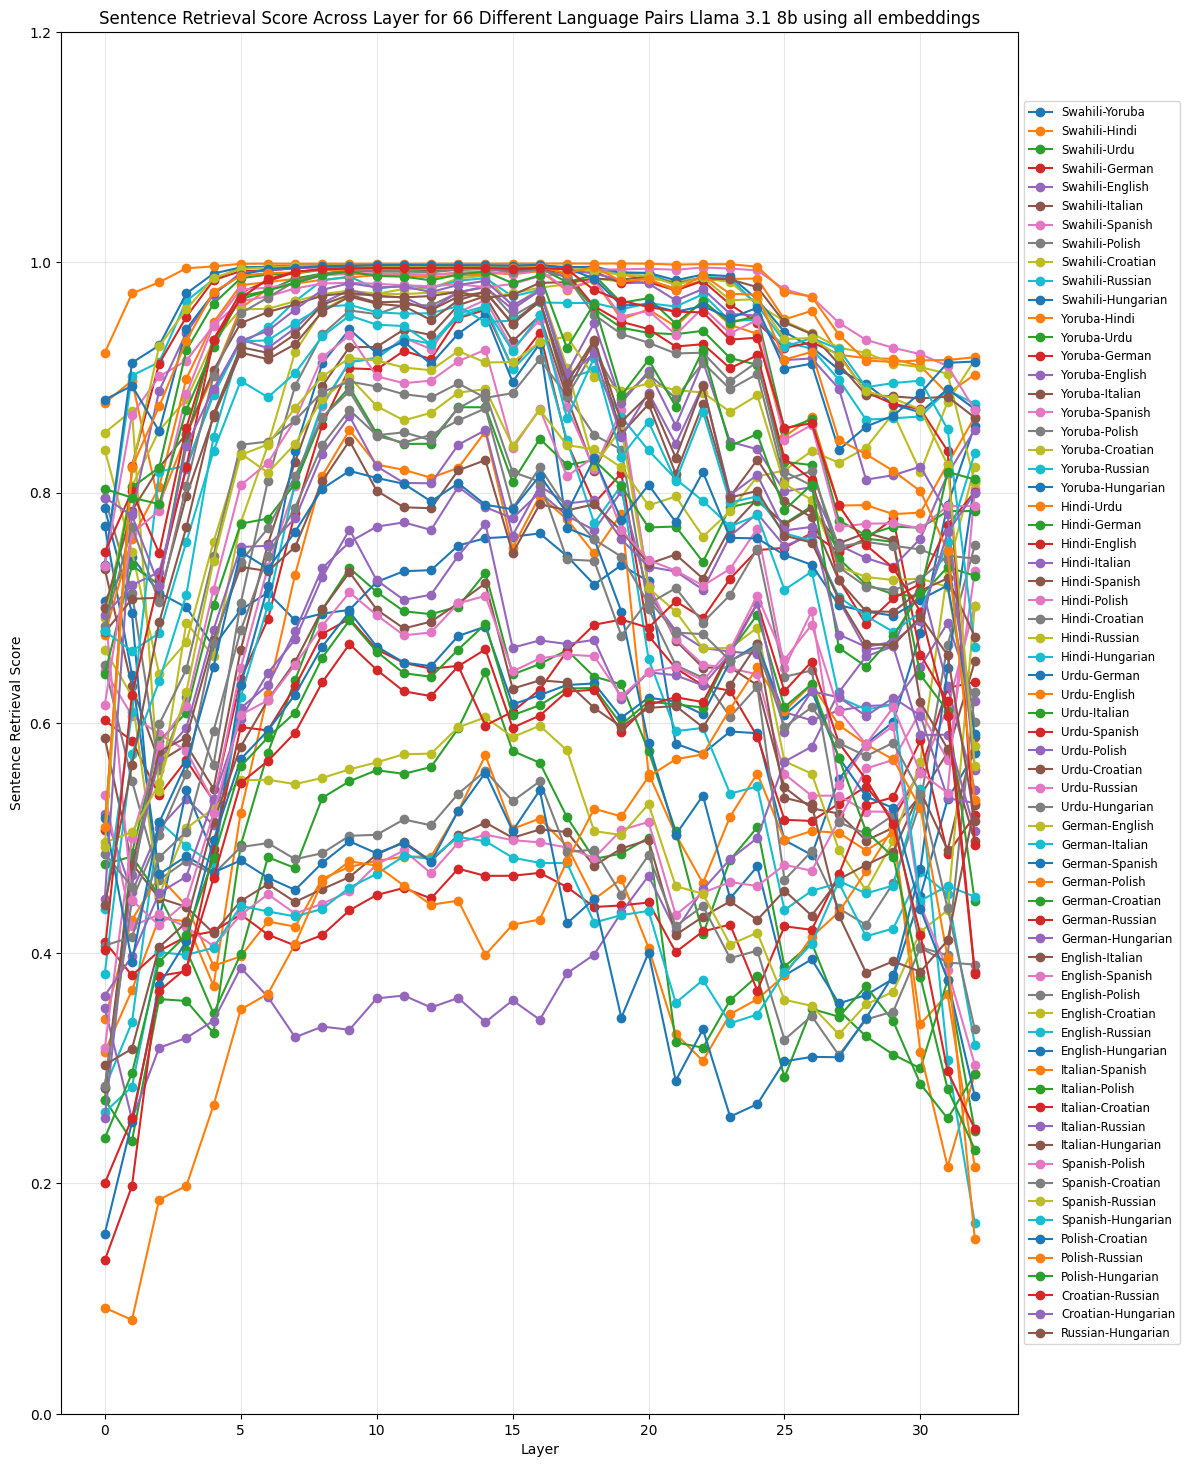 Sentence Retrieval Score Across Layer for 66 Different Language Pairs Llama 3.1 8b using all embeddings
1.2
1.0
0.8
0.6
0.4
0.2
0.0
Sentence Retrieval Score
0 5 10 15 20 25 30
Layer
Swahili-Yoruba
Swahili-Hindi
Swahili-Urdu
Swahili-German
Swahili-English
Swahili-Italian
Swahili-Spanish
Swahili-Polish
Swahili-Croatian
Swahili-Russian
Swahili-Hungarian
Yoruba-Hindi
Yoruba-Urdu
Yoruba-German
Yoruba-English
Yoruba-Italian
Yoruba-Spanish
Yoruba-Polish
Yoruba-Croatian
Yoruba-Russian
Yoruba-Hungarian
Hindi-Urdu
Hindi-German
Hindi-English
Hindi-Italian
Hindi-Spanish
Hindi-Polish
Hindi-Croatian
Hindi-Russian
Hindi-Hungarian
Urdu-German
Urdu-English
Urdu-Italian
Urdu-Spanish
Urdu-Polish
Urdu-Croatian
Urdu-Russian
Urdu-Hungarian
German-English
German-Italian
German-Spanish
German-Polish
German-Croatian
German-Russian
German-Hungarian
English-Italian
English-Spanish
English-Polish
English-Croatian
English-Russian
English-Hungarian
Italian-Spanish
Italian-Polish
Italian-Croatian
Italian-Russian
Italian-Hungarian
Spanish-Polish
Spanish-Croatian
Spanish-Russian
Spanish-Hungarian
Polish-Croatian
Polish-Russian
Polish-Hungarian
Croatian-Russian
Croatian-Hungarian
Russian-Hungarian